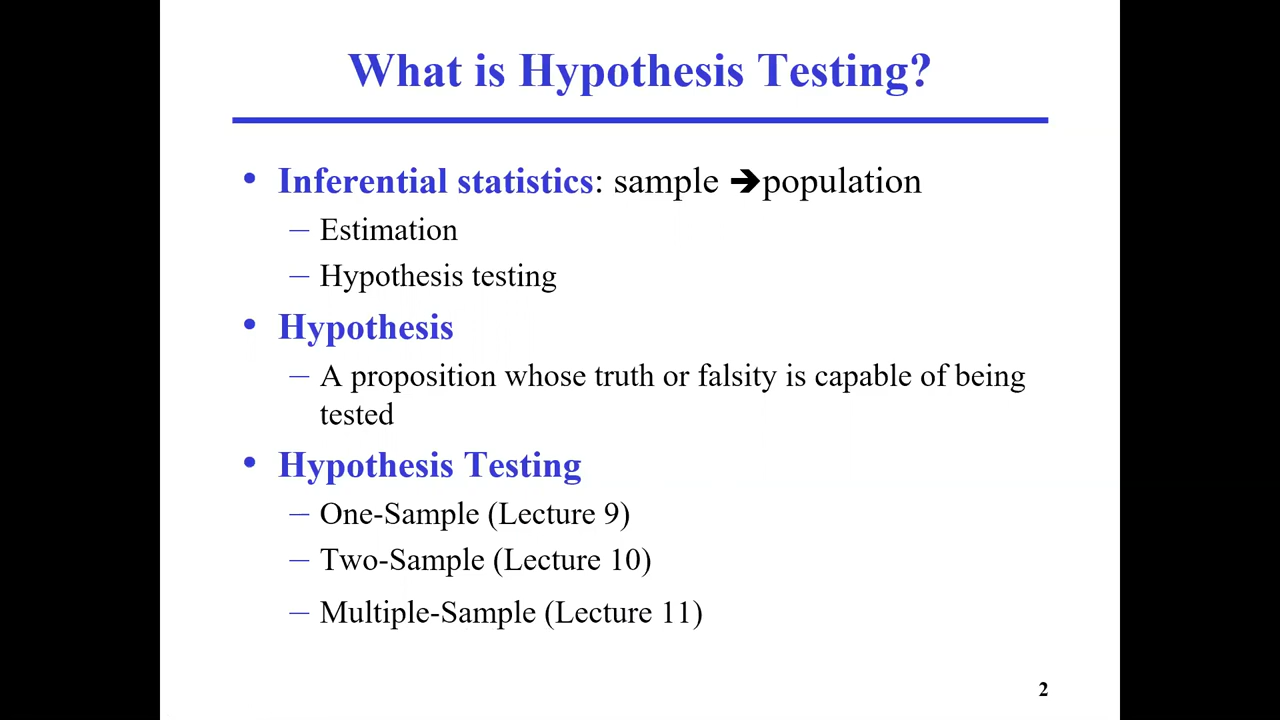 What is Hypothesis Testing?
• Inferential statistics: sample ➔population
– Estimation
– Hypothesis testing
• Hypothesis
– A proposition whose truth or falsity is capable of being
tested
• Hypothesis Testing
– One-Sample (Lecture 9)
– Two-Sample (Lecture 10)
– Multiple-Sample (Lecture 11)
2